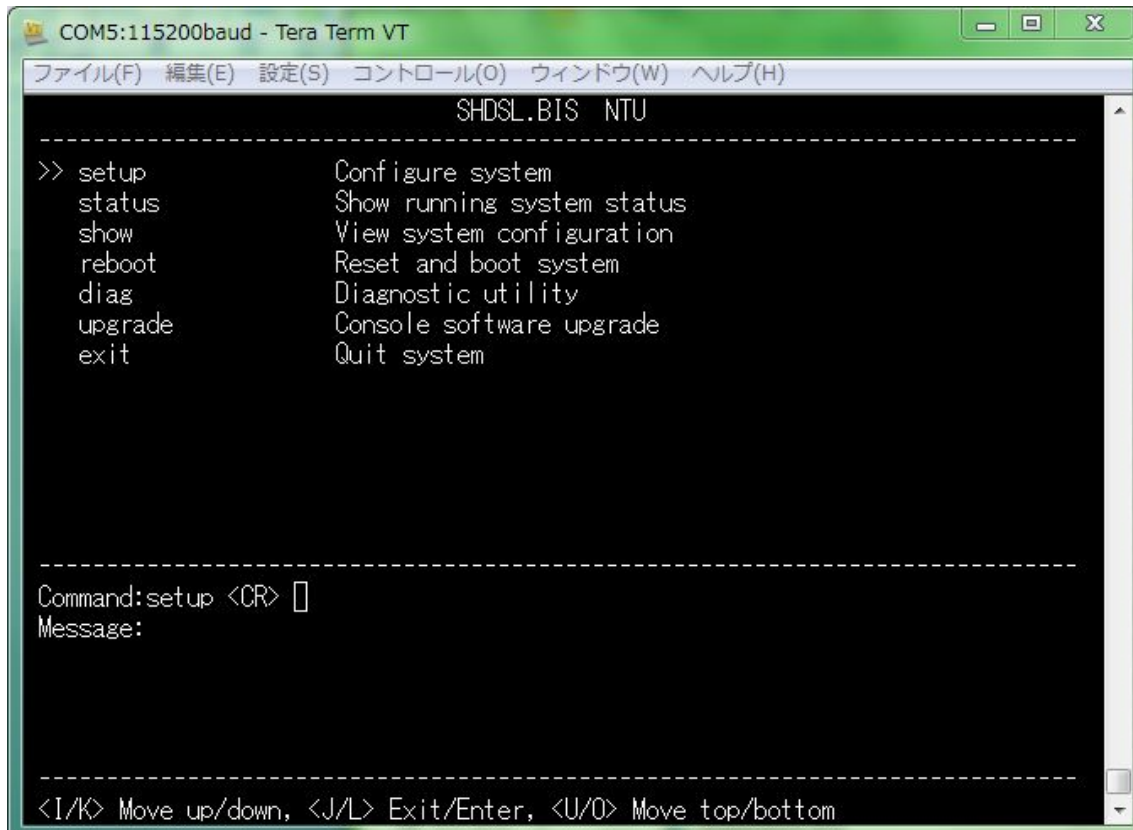 COM5:115200baud - Tera Term VT
ファイル(F) 編集(E) 設定(S) コントロール(O) ウィンドウ(W) ヘルプ(H)
SHDSL.BIS NTU
--------------------------------------------------------------------------------
>> setup Configure system
status Show running system status
show View system configuration
reboot Reset and boot system
diag Diagnostic utility
upgrade Console software upgrade
exit Quit system
--------------------------------------------------------------------------------
Command:setup <CR>
Message:
--------------------------------------------------------------------------------
<I/K> Move up/down, <J/L> Exit/Enter, <U/O> Move top/bottom